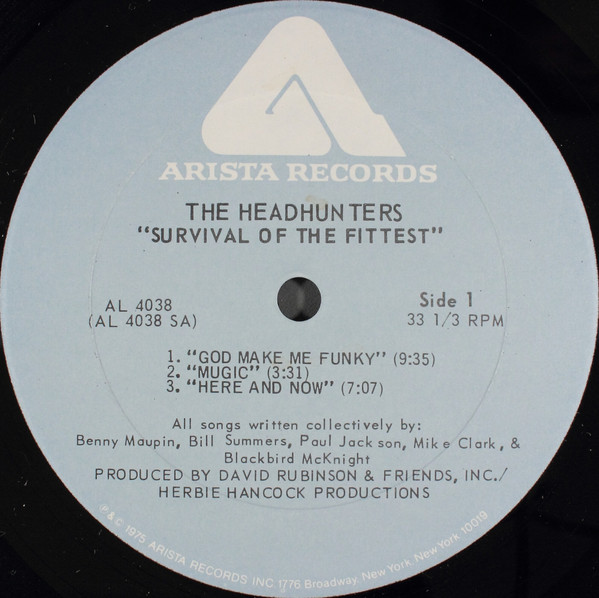 ARISTA RECORDS
THE HEADHUNTERS
"SURVIVAL OF THE FITTEST"
AL 4038
(AL 4038 SA)
Side 1
33 1/3 RPM
1. "GOD MAKE ME FUNKY" (9:35)
2. "MUGIC" (3:31)
3. "HERE AND NOW" (7:07)
All songs written collectively by:
Benny Maupin, Bill Summers, Paul Jackson, Mike Clark, &
Blackbird McKnight
PRODUCED BY DAVID RUBINSON & FRIENDS, INC./
HERBIE HANCOCK PRODUCTIONS
℗ & © 1975 ARISTA RECORDS INC 1776 Broadway, New York, New York 10019